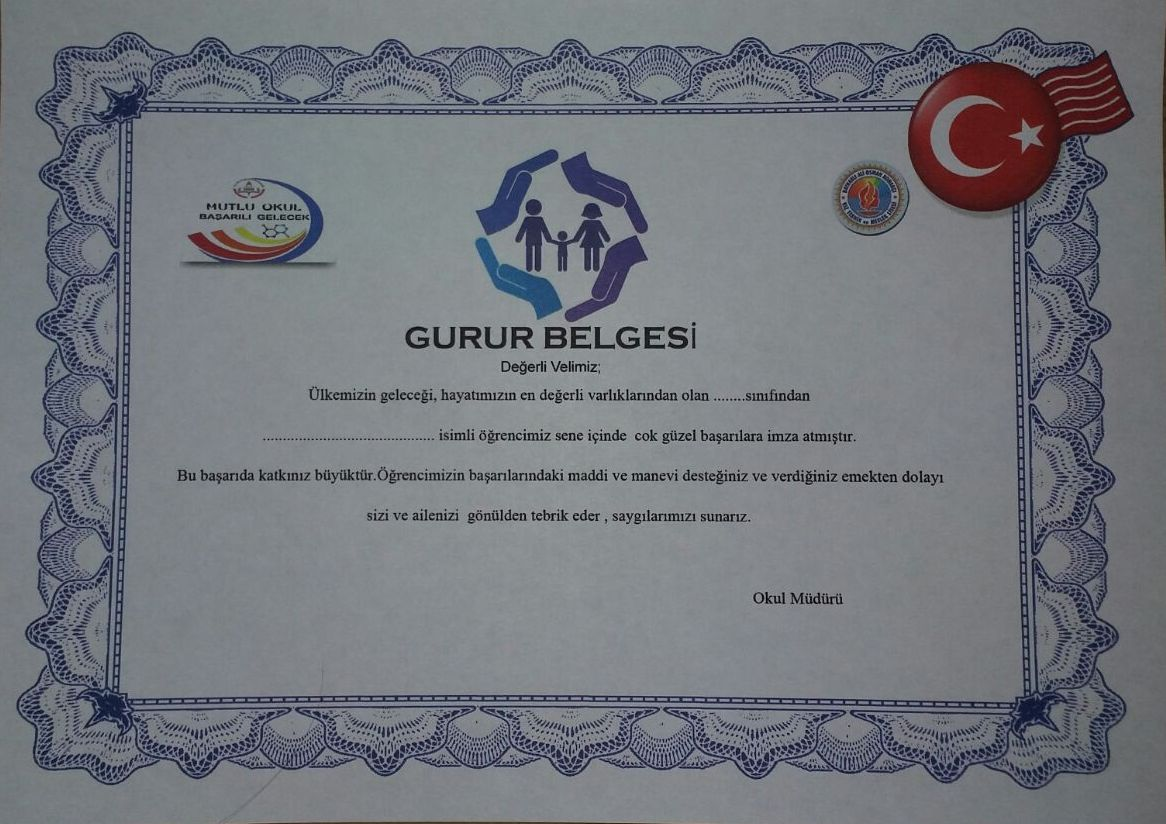 MUTLU OKUL
BAŞARILI GELECEK
GURUR BELGESİ
Değerli Velimiz;
Ülkemizin geleceği, hayatımızın en değerli varlıklarından olan ........sınıfından
........................................... isimli öğrencimiz sene içinde cok güzel başarılara imza atmıştır.
Bu başarıda katkınız büyüktür.Öğrencimizin başarılarındaki maddi ve manevi desteğiniz ve verdiğiniz emekten dolayı
sizi ve ailenizi gönülden tebrik eder , saygılarımızı sunarız.
Okul Müdürü